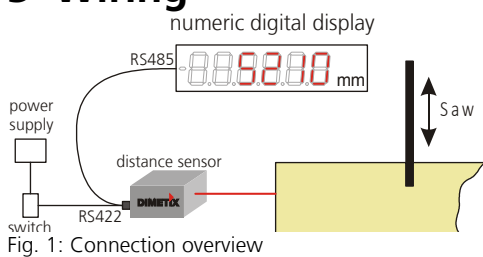 3 Wiring
numeric digital display
RS485
5210 mm
power
supply
Saw
distance sensor
DIMETIX
RS422
switch
Fig. 1: Connection overview